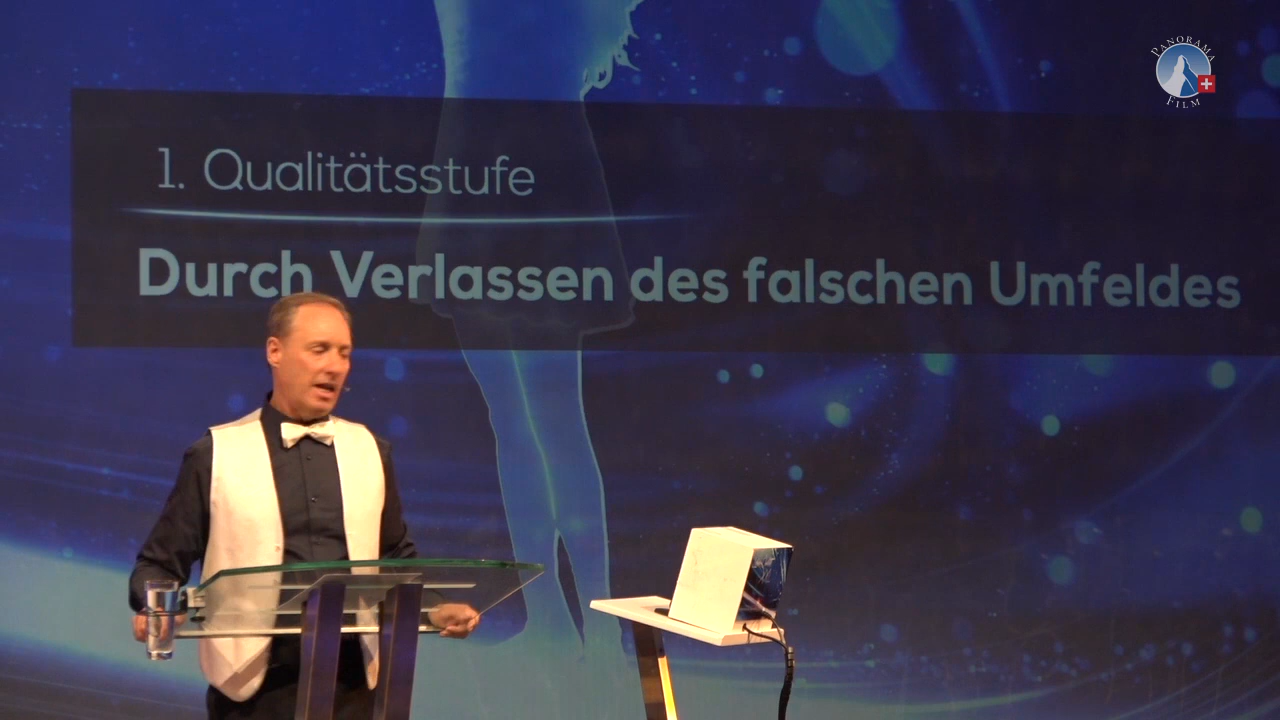 PANORAMA
FILM
1. Qualitätsstufe
Durch Verlassen des falschen Umfeldes